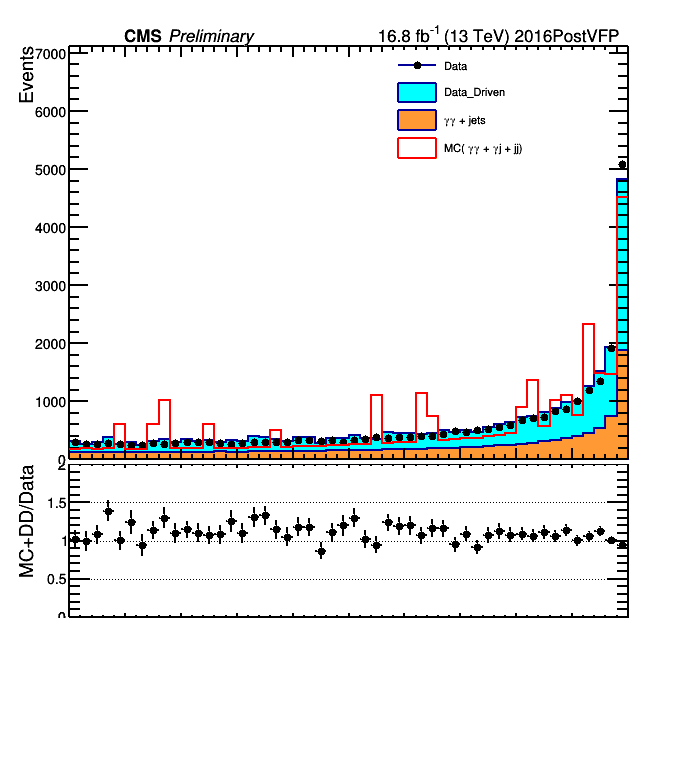 CMS Preliminary 16.8 fb-1 (13 TeV) 2016PostVFP
Events
7000
6000
5000
4000
3000
2000
1000
0
Data
Data_Driven
γγ + jets
MC( γγ + γj + jj)
MC+DD/Data
2
1.5
1
0.5
0